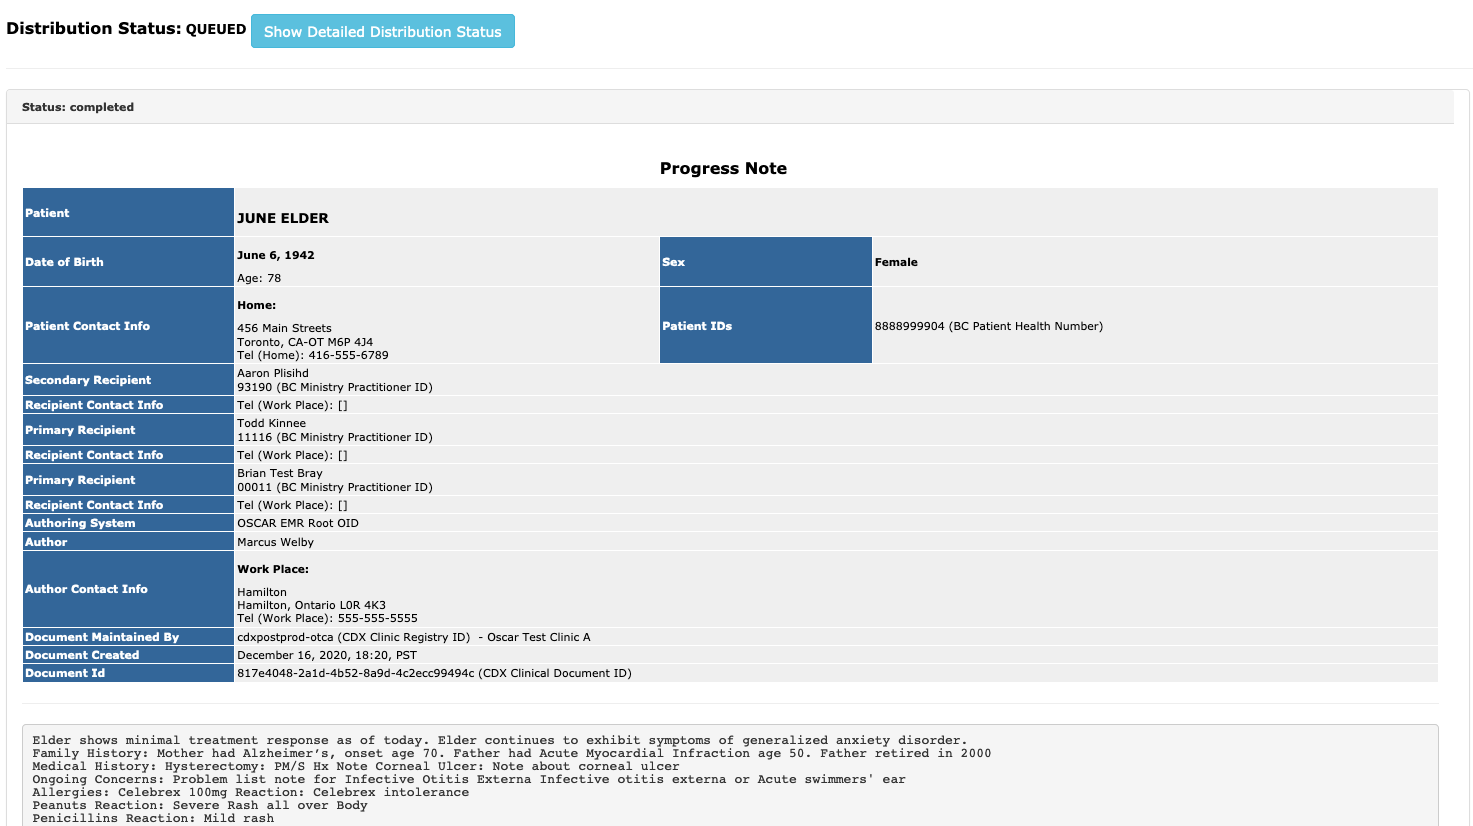 Distribution Status: QUEUED Show Detailed Distribution Status
Status: completed
Progress Note
Patient JUNE ELDER
Date of Birth June 6, 1942 Age: 78 Sex Female
Patient Contact Info Home:
456 Main Streets
Toronto, CA-OT M6P 4J4
Tel (Home): 416-555-6789
Patient IDs 8888999904 (BC Patient Health Number)
Secondary Recipient Aaron Plisihd
93190 (BC Ministry Practitioner ID)
Recipient Contact Info Tel (Work Place): []
Primary Recipient Todd Kinnee
11116 (BC Ministry Practitioner ID)
Recipient Contact Info Tel (Work Place): []
Primary Recipient Brian Test Bray
00011 (BC Ministry Practitioner ID)
Recipient Contact Info Tel (Work Place): []
Authoring System OSCAR EMR Root OID
Author Marcus Welby
Author Contact Info Work Place:
Hamilton
Hamilton, Ontario L0R 4K3
Tel (Work Place): 555-555-5555
Document Maintained By cdxpostprod-otca (CDX Clinic Registry ID) - Oscar Test Clinic A
Document Created December 16, 2020, 18:20, PST
Document Id 817e4048-2a1d-4b52-8a9d-4c2ecc99494c (CDX Clinical Document ID)
Elder shows minimal treatment response as of today. Elder continues to exhibit symptoms of generalized anxiety disorder.
Family History: Mother had Alzheimer’s, onset age 70. Father had Acute Myocardial Infraction age 50. Father retired in 2000
Medical History: Hysterectomy: PM/S Hx Note Corneal Ulcer: Note about corneal ulcer
Ongoing Concerns: Problem list note for Infective Otitis Externa Infective otitis externa or Acute swimmers' ear
Allergies: Celebrex 100mg Reaction: Celebrex intolerance
Peanuts Reaction: Severe Rash all over Body
Penicillins Reaction: Mild rash